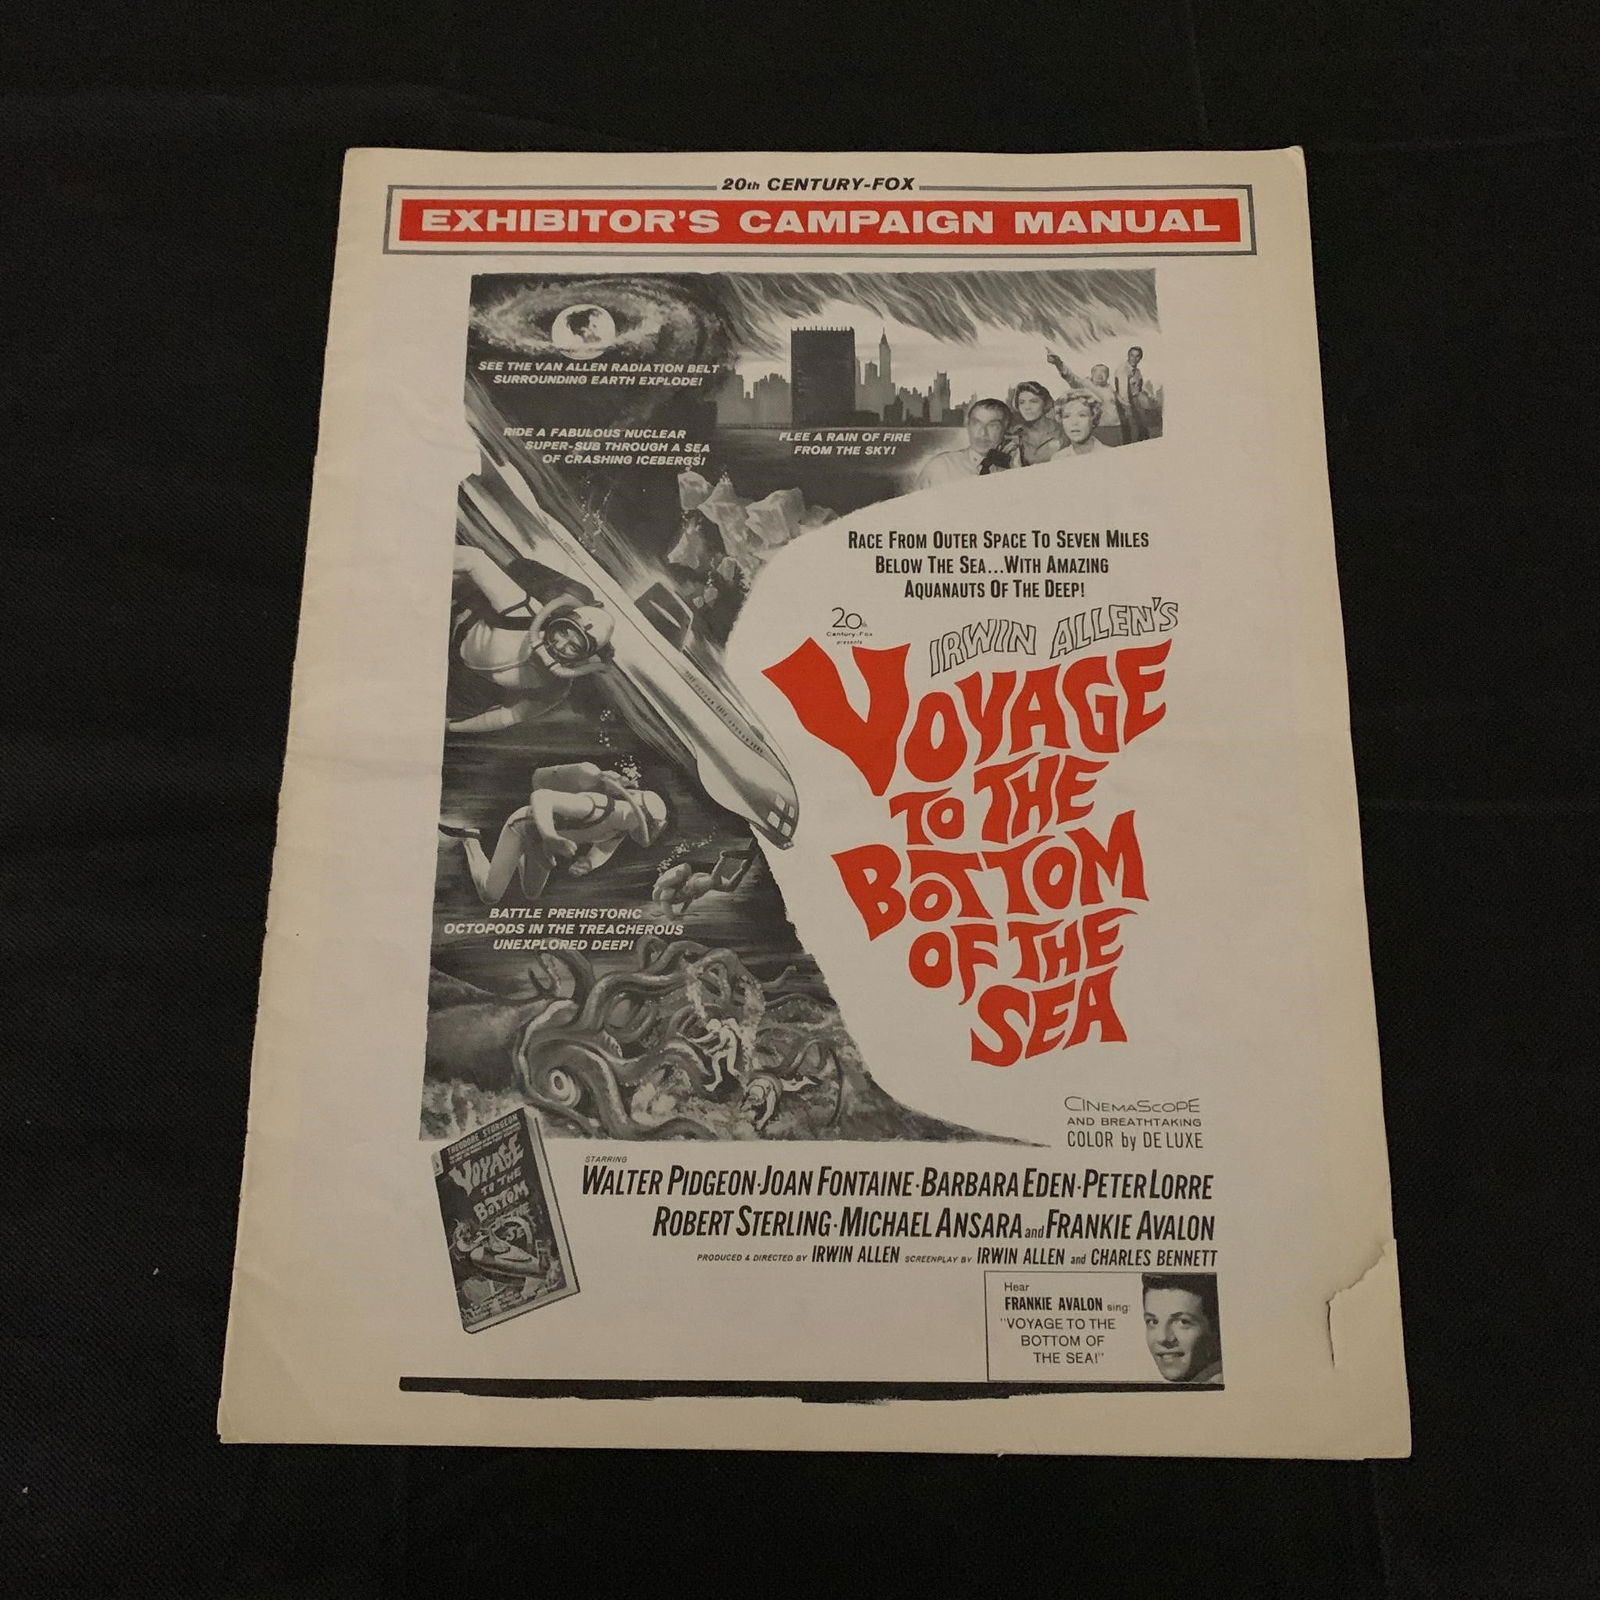 20th CENTURY-FOX
EXHIBITOR'S CAMPAIGN MANUAL
SEE THE VAN ALLEN RADIATION BELT
SURROUNDING EARTH EXPLODE!
RIDE A FABULOUS NUCLEAR
SUPER-SUB THROUGH A SEA
OF CRASHING ICEBERGS!
FLEE A RAIN OF FIRE
FROM THE SKY!
RACE FROM OUTER SPACE TO SEVEN MILES
BELOW THE SEA...WITH AMAZING
AQUANAUTS OF THE DEEP!
20th
Century-Fox
presents
IRWIN ALLEN'S
VOYAGE
TO THE
BOTTOM
OF THE
SEA
BATTLE PREHISTORIC
OCTOPODS IN THE TREACHEROUS
UNEXPLORED DEEP!
CINEMASCOPE
AND BREATHTAKING
COLOR by DE LUXE
THEODORE STURGEON
VOYAGE
TO THE
BOTTOM
OF THE
SEA
STARRING
WALTER PIDGEON·JOAN FONTAINE·BARBARA EDEN·PETER LORRE
ROBERT STERLING·MICHAEL ANSARA and FRANKIE AVALON
PRODUCED & DIRECTED BY IRWIN ALLEN SCREENPLAY BY IRWIN ALLEN and CHARLES BENNETT
Hear
FRANKIE AVALON sing:
"VOYAGE TO THE
BOTTOM OF
THE SEA!"